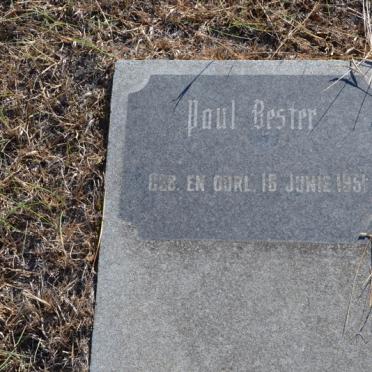 Paul Bester
GEB. EN OORL. 16 JUNIE 1951